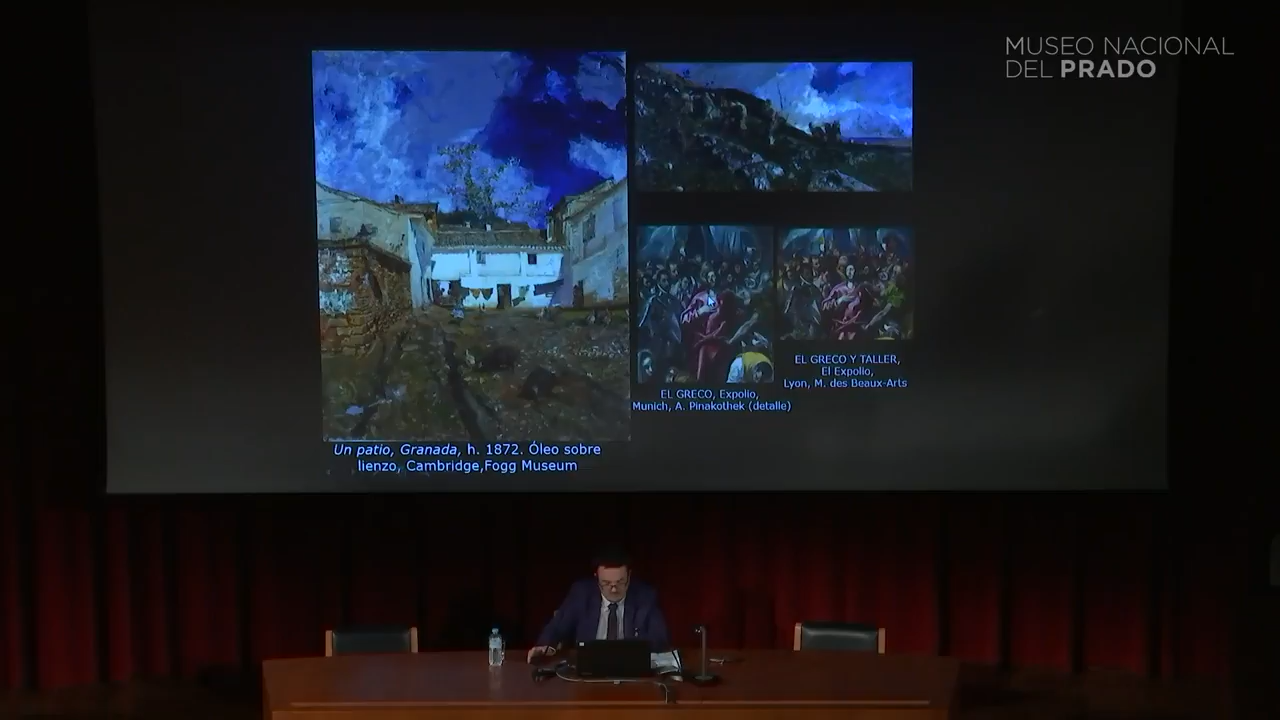 MUSEO NACIONAL
DEL PRADO
EL GRECO Y TALLER,
El Expolio,
Lyon, M. des Beaux-Arts
EL GRECO, Expolio,
Munich, A. Pinakothek (detalle)
Un patio, Granada, h. 1872. Óleo sobre
lienzo, Cambridge,Fogg Museum